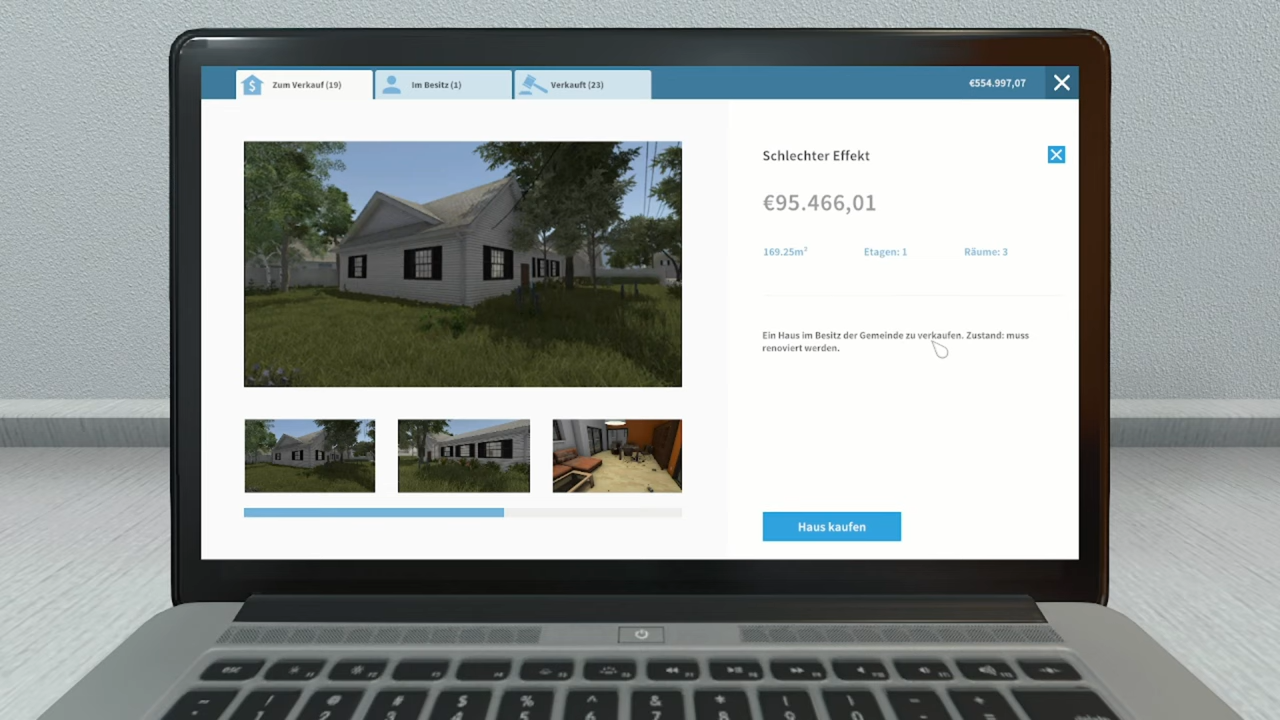 Zum Verkauf (19)
Im Besitz (1)
Verkauft (23)
€554.997,07
Schlechter Effekt
€95.466,01
169.25m²
Etagen: 1
Räume: 3
Ein Haus im Besitz der Gemeinde zu verkaufen. Zustand: muss
renoviert werden.
Haus kaufen
esc